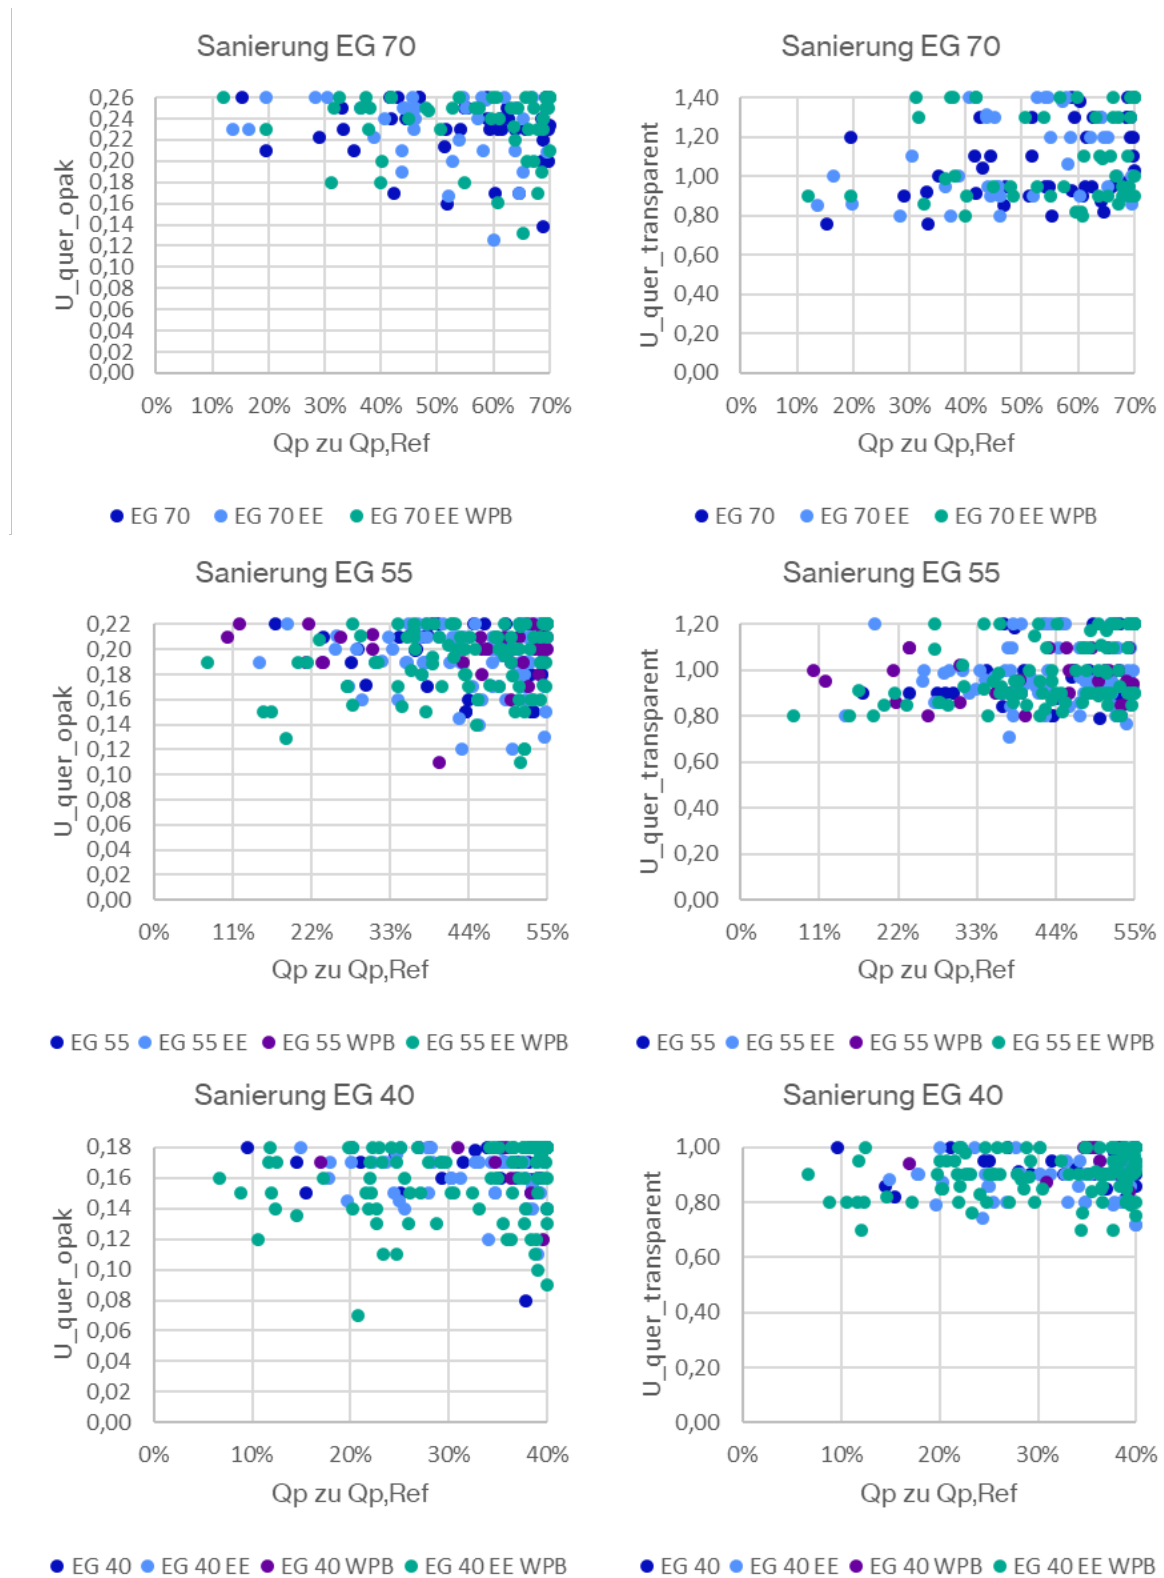 Sanierung EG 70
U_quer_opak
0,26
0,24
0,22
0,20
0,18
0,16
0,14
0,12
0,10
0,08
0,06
0,04
0,02
0,00
0% 10% 20% 30% 40% 50% 60% 70%
Qp zu Qp,Ref
EG 70 EG 70 EE EG 70 EE WPB
Sanierung EG 70
U_quer_transparent
1,40
1,20
1,00
0,80
0,60
0,40
0,20
0,00
0% 10% 20% 30% 40% 50% 60% 70%
Qp zu Qp,Ref
EG 70 EG 70 EE EG 70 EE WPB
Sanierung EG 55
U_quer_opak
0,22
0,20
0,18
0,16
0,14
0,12
0,10
0,08
0,06
0,04
0,02
0,00
0% 11% 22% 33% 44% 55%
Qp zu Qp,Ref
EG 55 EG 55 EE EG 55 WPB EG 55 EE WPB
Sanierung EG 55
U_quer_transparent
1,20
1,00
0,80
0,60
0,40
0,20
0,00
0% 11% 22% 33% 44% 55%
Qp zu Qp,Ref
EG 55 EG 55 EE EG 55 WPB EG 55 EE WPB
Sanierung EG 40
U_quer_opak
0,18
0,16
0,14
0,12
0,10
0,08
0,06
0,04
0,02
0,00
0% 10% 20% 30% 40%
Qp zu Qp,Ref
EG 40 EG 40 EE EG 40 WPB EG 40 EE WPB
Sanierung EG 40
U_quer_transparent
1,00
0,80
0,60
0,40
0,20
0,00
0% 10% 20% 30% 40%
Qp zu Qp,Ref
EG 40 EG 40 EE EG 40 WPB EG 40 EE WPB